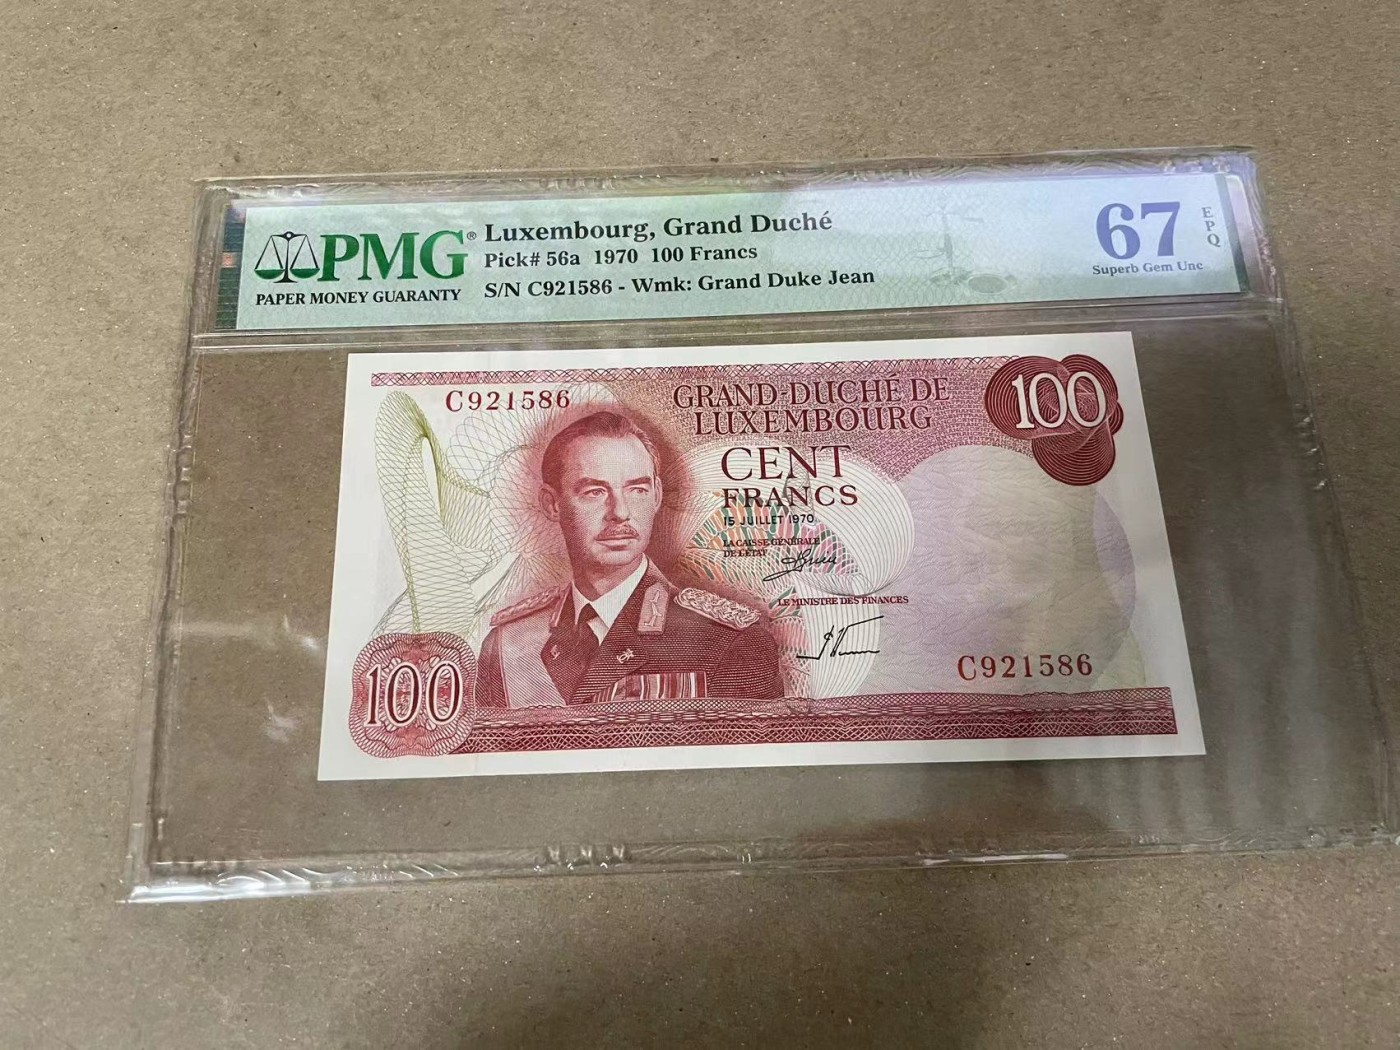 PMG®
PAPER MONEY GUARANTY
Luxembourg, Grand Duché
Pick# 56a 1970 100 Francs
S/N C921586 - Wmk: Grand Duke Jean
67
EPQ
Superb Gem Unc
C921586
GRAND-DUCHÉ DE
LUXEMBOURG
100
CENT
FRANCS
15 JUILLET 1970
LA CAISSE GÉNÉRALE
DE L'ÉTAT
LE MINISTRE DES FINANCES
C921586
100